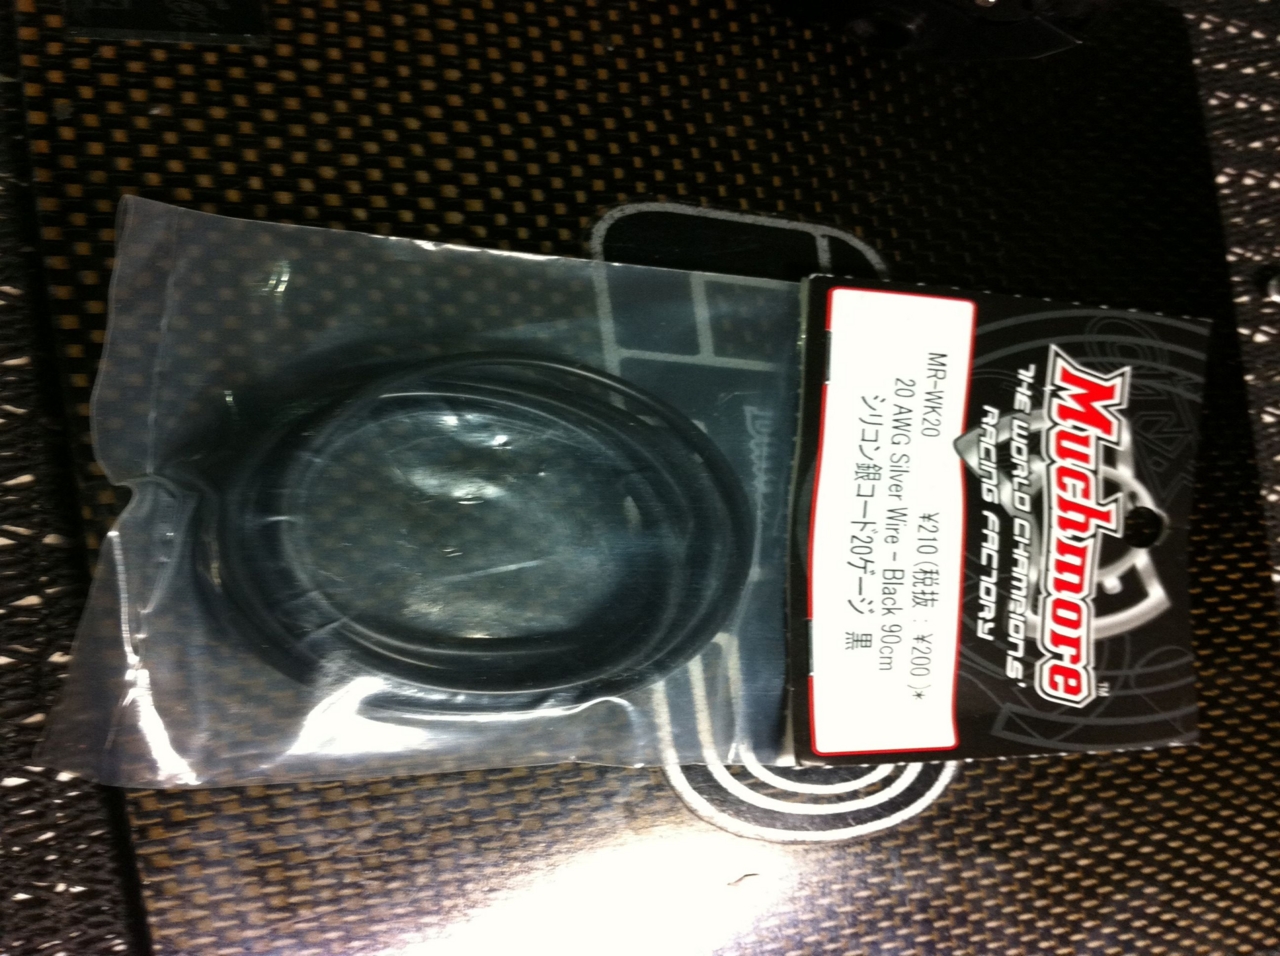 Muchmore™
THE WORLD CHAMPIONS'
RACING FACTORY
MR-WK20 ¥210(税抜:¥200)*
20 AWG Silver Wire - Black 90cm
シリコン銀コード20ゲージ 黒